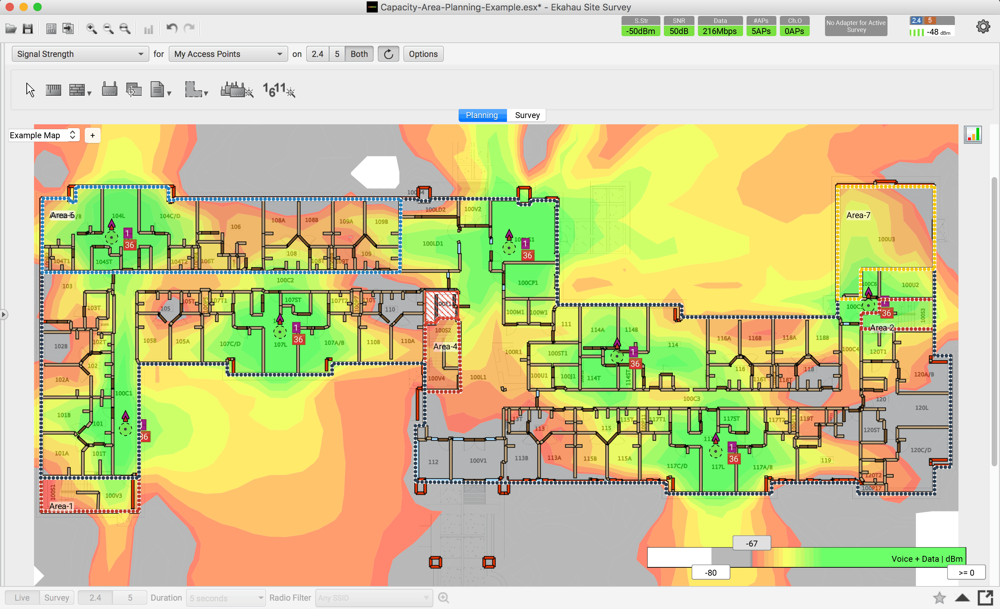 Capacity-Area-Planning-Example.esx* - Ekahau Site Survey
S.Str SNR Data #APs Ch.O
-50dBm 50dB 216Mbps 5APs 0APs
No Adapter for Active
Survey
2.4 5
-48 dBm
Signal Strength for My Access Points on 2.4 5 Both Options
1 6 11
Planning Survey
Example Map +
100V2
100LD2
Area-6 /B 104L 104C/D
106 108A 108B 109A 109B
Area-7
1 36
100LD1
1 36
100U3
104T1 104ST 104T2 106T
108 108T 109T 109
103 100C2
100CP1
100C6 100U2
103T
105 105T 100P5 107T1 107ST 107T2 100P7 110T 110
100E1
100M1 100W1
100C5 1 36 100S3
Area-2
102B 102T
105B 105A 107C/D 107L 1 36 107A/B 110B 110A
100S2
Area-4
111 114A 114B
114
116A 116B 118A 118B
100C4 120T1
100R1 100ST1 1 36
102
102A
100V4 100L1 100U1 100J1 114T 114ST
116 116T 118T 118
120A/B
100C1
100C3
120 120L
101B 101
36
113T 113 115 115T 100P11 117T1 117ST 117T2 100P13 119T
120ST
101A 101T
112 100V1 113B 113A 115B 115A
117C/D 117L 1 36 117A/B 119
120C/D
120T2
100P17
100S1 100V3
Area-1
-67
Voice + Data | dBm
-80 >= 0
Live Survey 2.4 5 Duration 5 seconds Radio Filter Any SSID